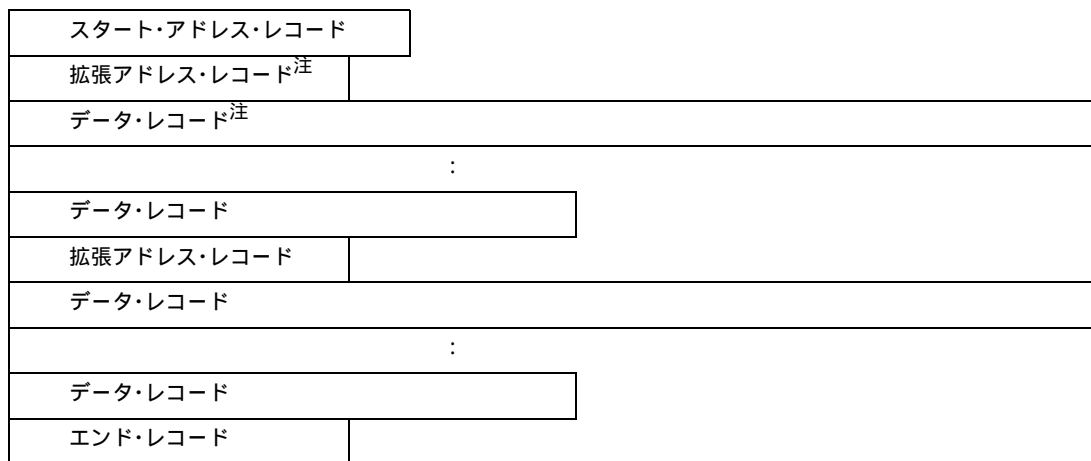 スタート・アドレス・レコード
拡張アドレス・レコード注
データ・レコード注
:
データ・レコード
拡張アドレス・レコード
データ・レコード
:
データ・レコード
エンド・レコード